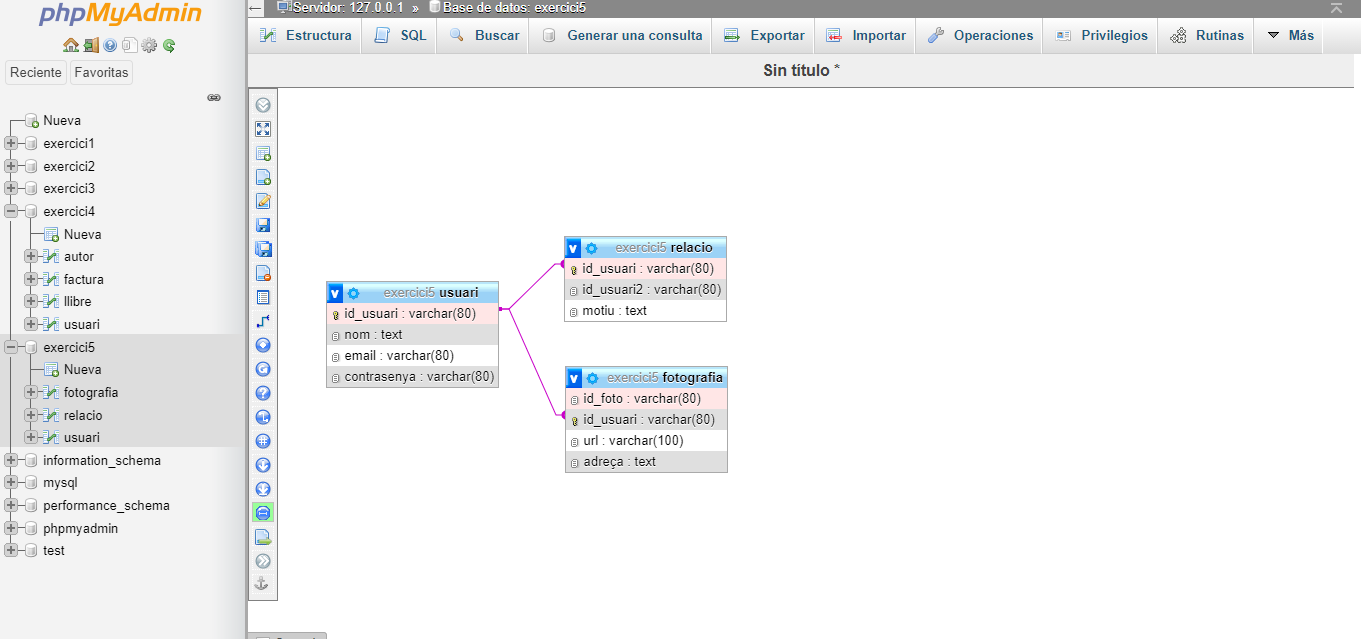 phpMyAdmin
Reciente Favoritas
Nueva
exercici1
exercici2
exercici3
exercici4
Nueva
autor
factura
llibre
usuari
exercici5
Nueva
fotografia
relacio
usuari
information_schema
mysql
performance_schema
phpmyadmin
test
Servidor: 127.0.0.1 » Base de datos: exercici5
Estructura SQL Buscar Generar una consulta Exportar Importar Operaciones Privilegios Rutinas Más
Sin título *
v exercici5 usuari
id_usuari : varchar(80)
nom : text
email : varchar(80)
contrasenya : varchar(80)
v exercici5 relacio
id_usuari : varchar(80)
id_usuari2 : varchar(80)
motiu : text
v exercici5 fotografia
id_foto : varchar(80)
id_usuari : varchar(80)
url : varchar(100)
adreça : text